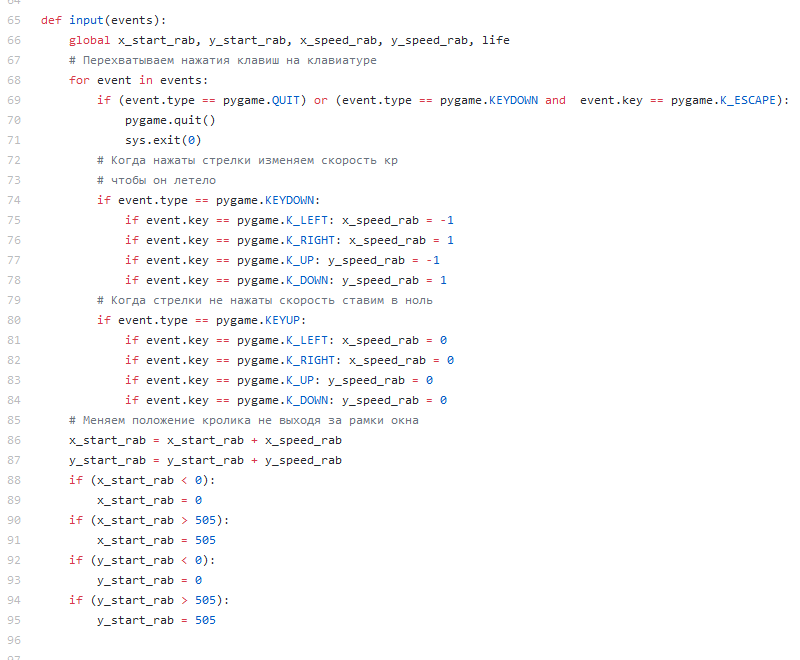 65 def input(events):
66     global x_start_rab, y_start_rab, x_speed_rab, y_speed_rab, life
67     # Перехватываем нажатия клавиш на клавиатуре
68     for event in events:
69         if (event.type == pygame.QUIT) or (event.type == pygame.KEYDOWN and  event.key == pygame.K_ESCAPE):
70             pygame.quit()
71             sys.exit(0)
72         # Когда нажаты стрелки изменяем скорость кр
73         # чтобы он летело
74         if event.type == pygame.KEYDOWN:
75             if event.key == pygame.K_LEFT: x_speed_rab = -1
76             if event.key == pygame.K_RIGHT: x_speed_rab = 1
77             if event.key == pygame.K_UP: y_speed_rab = -1
78             if event.key == pygame.K_DOWN: y_speed_rab = 1
79         # Когда стрелки не нажаты скорость ставим в ноль
80         if event.type == pygame.KEYUP:
81             if event.key == pygame.K_LEFT: x_speed_rab = 0
82             if event.key == pygame.K_RIGHT: x_speed_rab = 0
83             if event.key == pygame.K_UP: y_speed_rab = 0
84             if event.key == pygame.K_DOWN: y_speed_rab = 0
85     # Меняем положение кролика не выходя за рамки окна
86     x_start_rab = x_start_rab + x_speed_rab
87     y_start_rab = y_start_rab + y_speed_rab
88     if (x_start_rab < 0):
89         x_start_rab = 0
90     if (x_start_rab > 505):
91         x_start_rab = 505
92     if (y_start_rab < 0):
93         y_start_rab = 0
94     if (y_start_rab > 505):
95         y_start_rab = 505
96